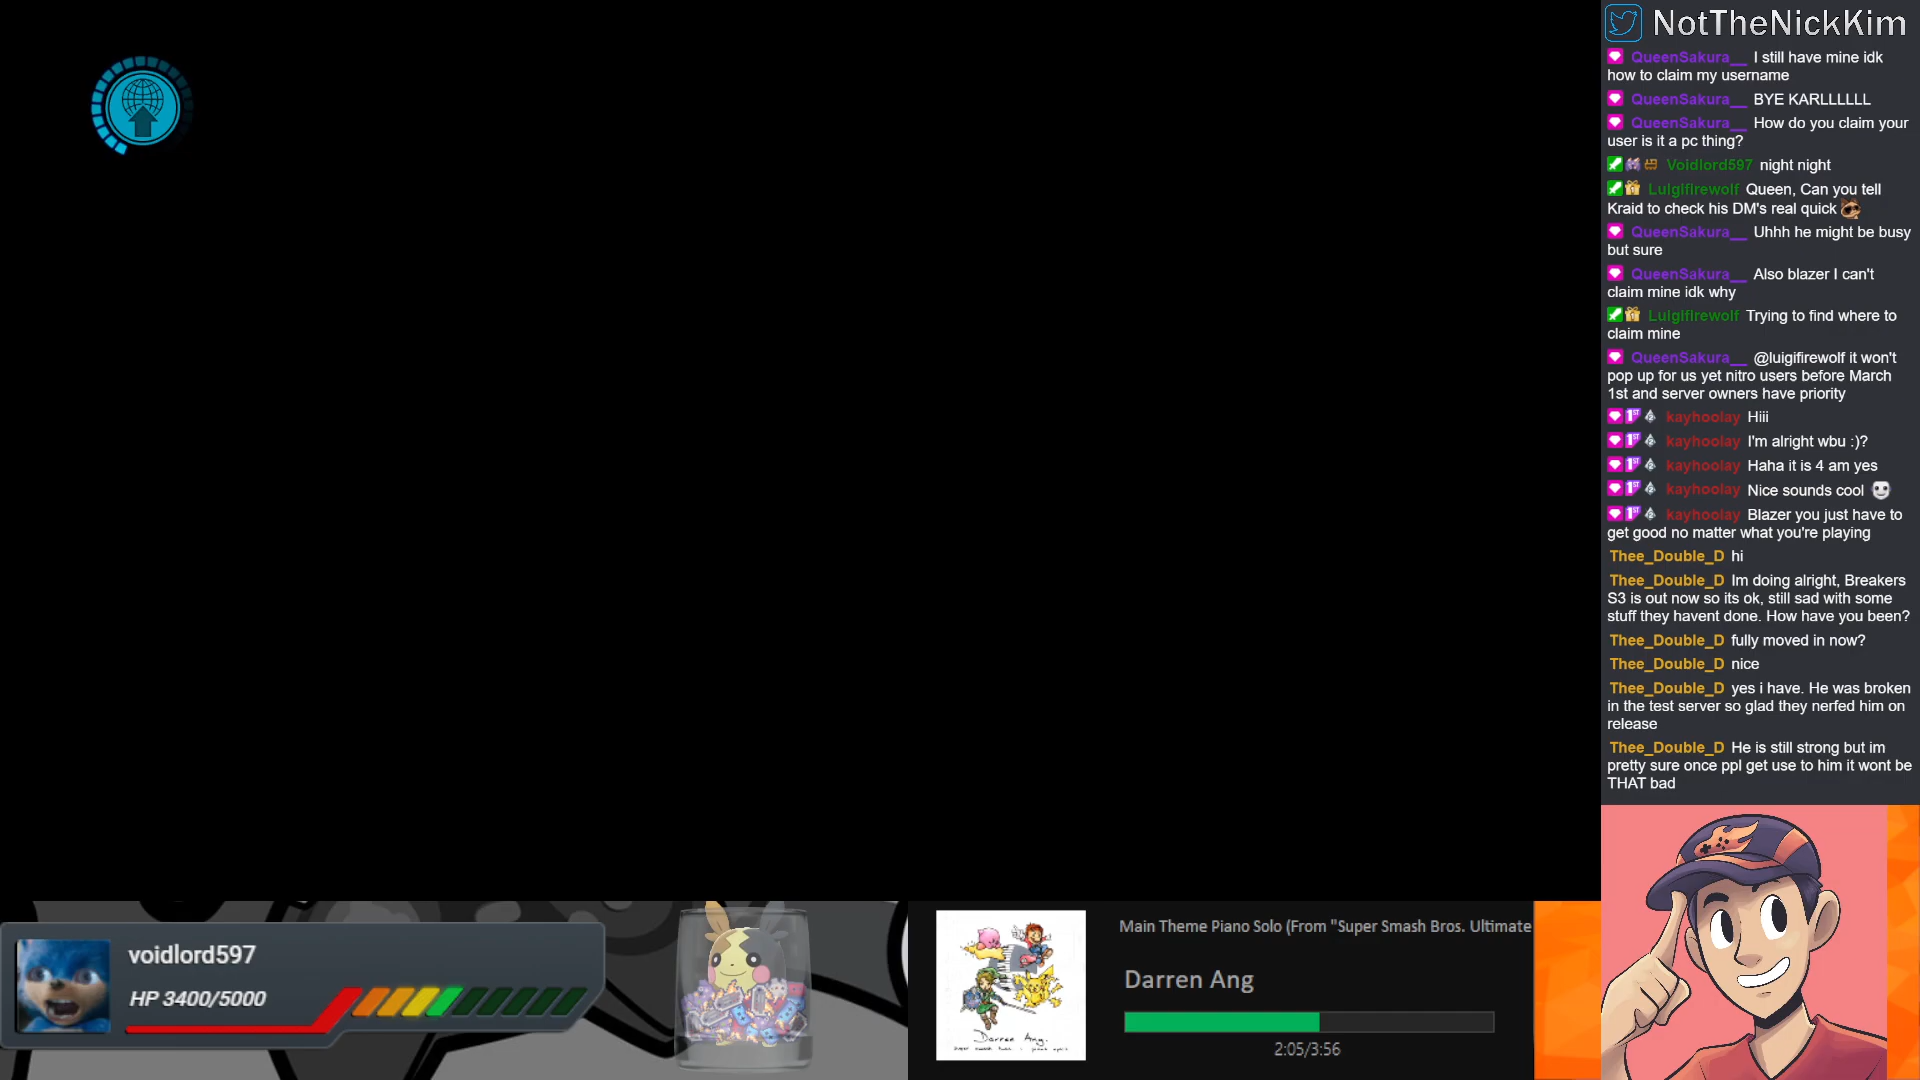 NotTheNickKim
QueenSakura__ I still have mine idk
how to claim my username
QueenSakura__ BYE KARLLLLLL
QueenSakura__ How do you claim your
user is it a pc thing?
Voidlord597 night night
Luigifirewolf Queen, Can you tell
Kraid to check his DM's real quick
QueenSakura__ Uhhh he might be busy
but sure
QueenSakura__ Also blazer I can't
claim mine idk why
Luigifirewolf Trying to find where to
claim mine
QueenSakura__ @luigifirewolf it won't
pop up for us yet nitro users before March
1st and server owners have priority
1ST kayhoolay Hiii
1ST kayhoolay I'm alright wbu :)?
1ST kayhoolay Haha it is 4 am yes
1ST kayhoolay Nice sounds cool
1ST kayhoolay Blazer you just have to
get good no matter what you're playing
Thee_Double_D hi
Thee_Double_D Im doing alright, Breakers
S3 is out now so its ok, still sad with some
stuff they havent done. How have you been?
Thee_Double_D fully moved in now?
Thee_Double_D nice
Thee_Double_D yes i have. He was broken
in the test server so glad they nerfed him on
release
Thee_Double_D He is still strong but im
pretty sure once ppl get use to him it wont be
THAT bad
voidlord597
HP 3400/5000
Darren Ang.
Main Theme Piano Solo (From "Super Smash Bros. Ultimate
Darren Ang
2:05/3:56